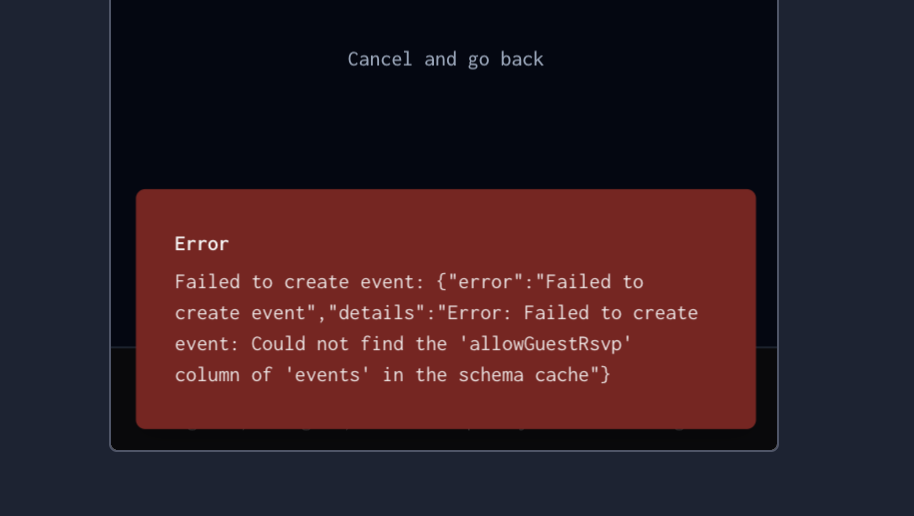 Cancel and go back
Error
Failed to create event: {"error":"Failed to
create event","details":"Error: Failed to create
event: Could not find the 'allowGuestRsvp'
column of 'events' in the schema cache"}